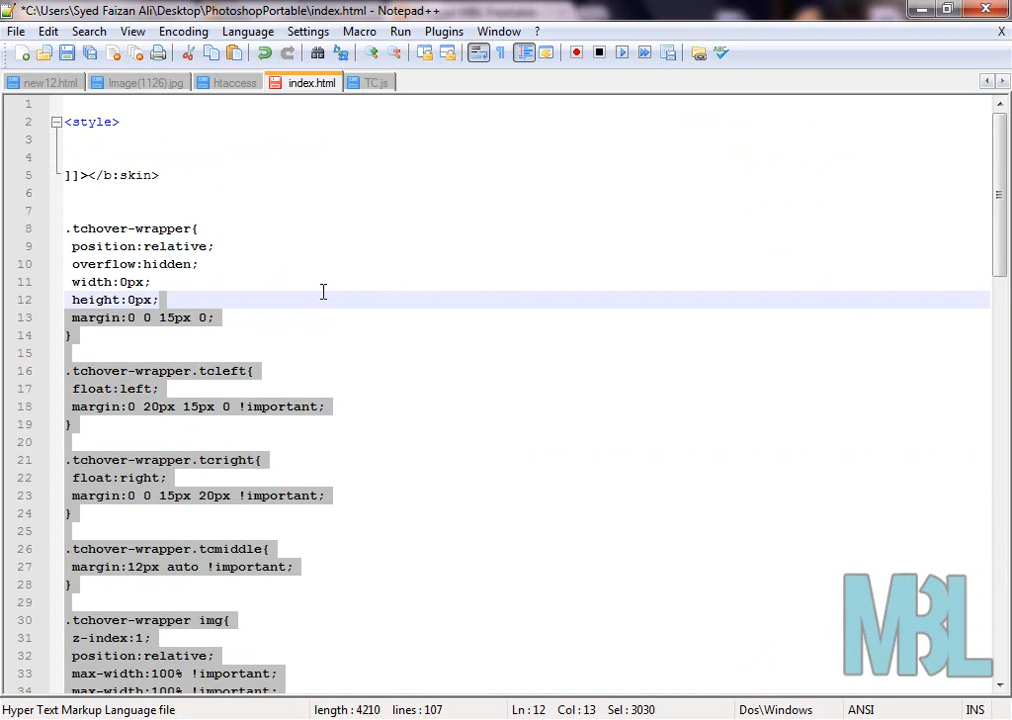 *C:\Users\Syed Faizan Ali\Desktop\PhotoshopPortable\index.html - Notepad++
File Edit Search View Encoding Language Settings Macro Run Plugins Window ? X
new12.html Image(1126).jpg htaccess index.html TC.js
1
2 <style>
3
4
5 ]]></b:skin>
6
7
8 .tchover-wrapper{
9 position:relative;
10 overflow:hidden;
11 width:0px;
12 height:0px;
13 margin:0 0 15px 0;
14 }
15
16 .tchover-wrapper.tcleft{
17 float:left;
18 margin:0 20px 15px 0 !important;
19 }
20
21 .tchover-wrapper.tcright{
22 float:right;
23 margin:0 0 15px 20px !important;
24 }
25
26 .tchover-wrapper.tcmiddle{
27 margin:12px auto !important;
28 }
29
30 .tchover-wrapper img{
31 z-index:1;
32 position:relative;
33 max-width:100% !important;
34 max-width:100% !important;
MBL
Hyper Text Markup Language file length : 4210 lines : 107 Ln : 12 Col : 13 Sel : 3030 Dos\Windows ANSI INS